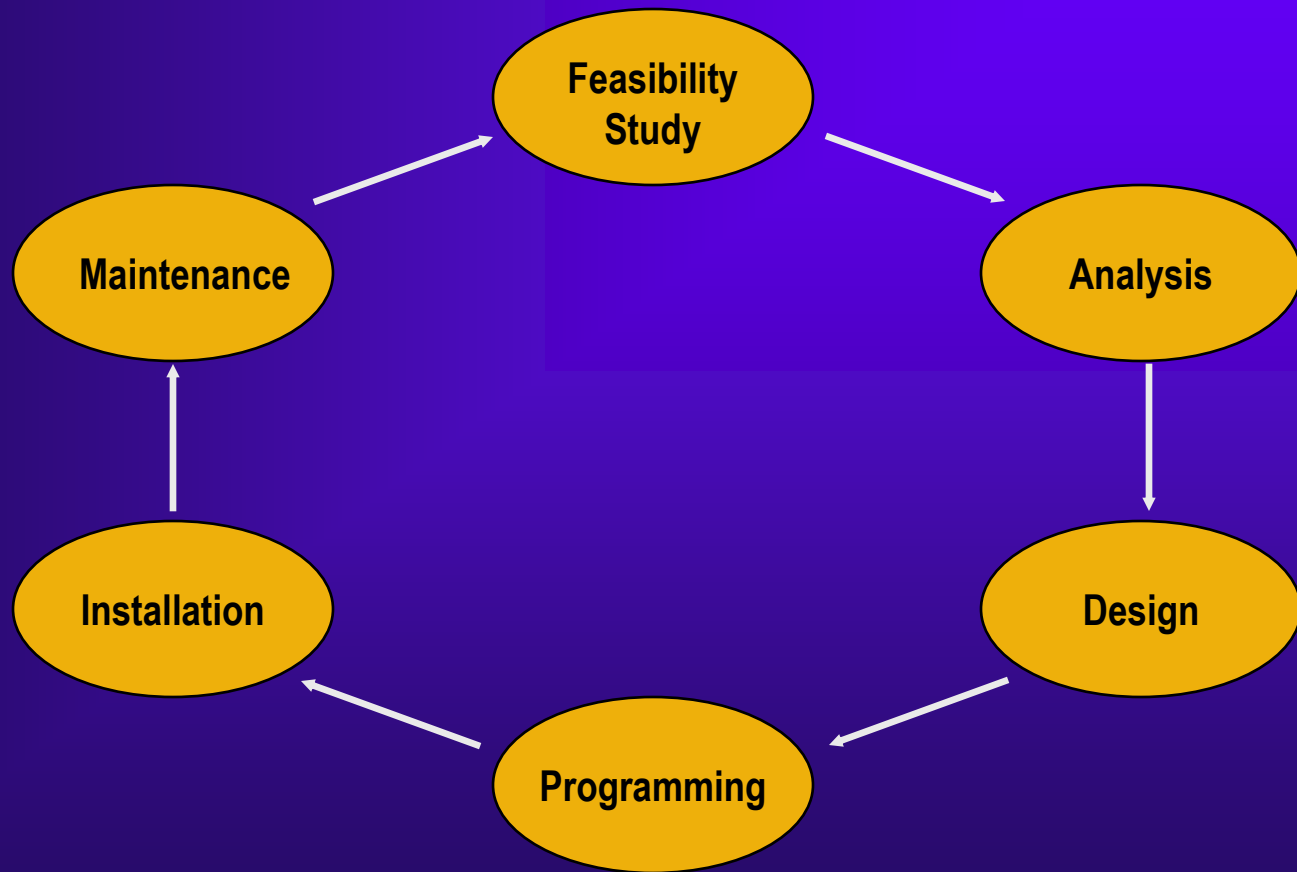 Feasibility
Study
Analysis
Design
Programming
Installation
Maintenance